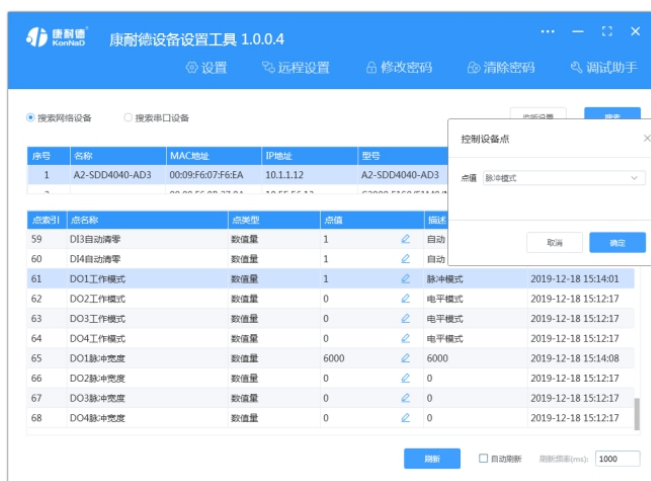 康耐德
KonNaD
康耐德设备设置工具 1.0.0.4
设置 远程设置 修改密码 清除密码 调试助手
搜索网络设备 搜索串口设备
控制设备点
序号 名称 MAC地址 IP地址 型号
1 A2-SDD4040-AD3 00:09:F6:07:F6:EA 10.1.1.12 A2-SDD4040-AD3
点值 脉冲模式
取消 确定
点索引 点名称 点类型 点值 描述
59 DI3自动清零 数值量 1 自动
60 DI4自动清零 数值量 1 自动
61 DO1工作模式 数值量 1 脉冲模式 2019-12-18 15:14:01
62 DO2工作模式 数值量 0 电平模式 2019-12-18 15:12:17
63 DO3工作模式 数值量 0 电平模式 2019-12-18 15:12:17
64 DO4工作模式 数值量 0 电平模式 2019-12-18 15:12:17
65 DO1脉冲宽度 数值量 6000 6000 2019-12-18 15:14:08
66 DO2脉冲宽度 数值量 0 0 2019-12-18 15:12:17
67 DO3脉冲宽度 数值量 0 0 2019-12-18 15:12:17
68 DO4脉冲宽度 数值量 0 0 2019-12-18 15:12:17
刷新 自动刷新 刷新频率(ms): 1000